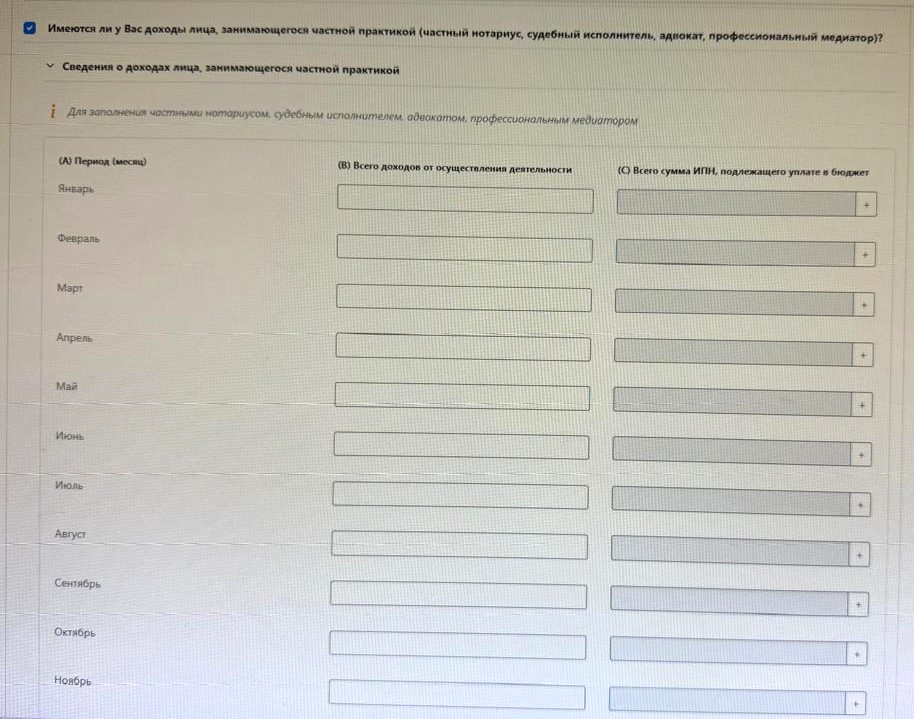 Имеются ли у Вас доходы лица, занимающегося частной практикой (частный нотариус, судебный исполнитель, адвокат, профессиональный медиатор)?
Сведения о доходах лица, занимающегося частной практикой
i Для заполнения частными нотариусом, судебным исполнителем, адвокатом, профессиональным медиатором
(A) Период (месяц) (B) Всего доходов от осуществления деятельности (C) Всего сумма ИПН, подлежащего уплате в бюджет
Январь +
Февраль +
Март +
Апрель +
Май +
Июнь +
Июль +
Август +
Сентябрь +
Октябрь +
Ноябрь +